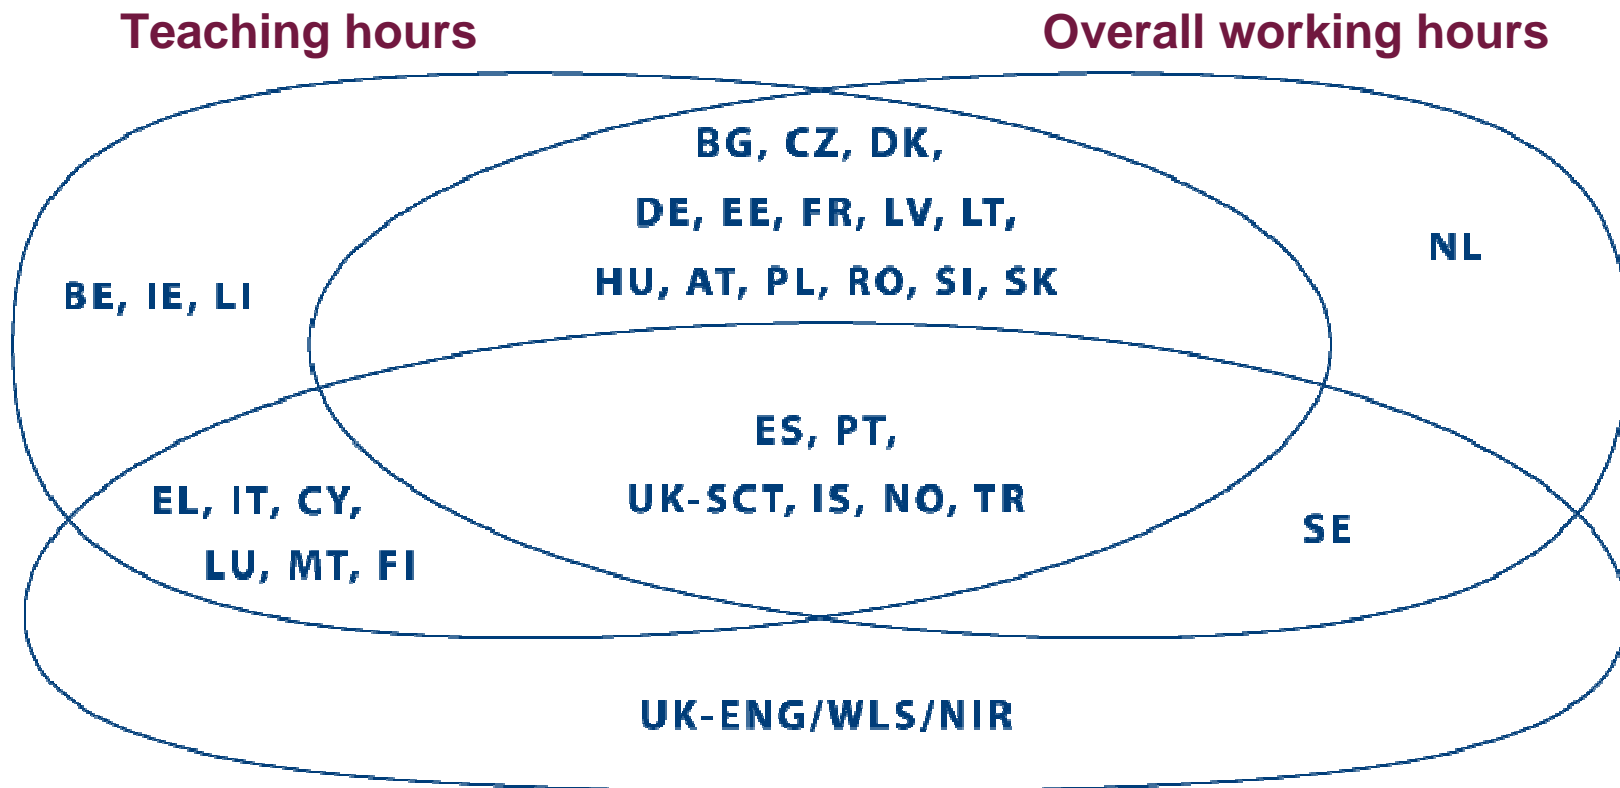 Teaching hours
Overall working hours
BG, CZ, DK,
DE, EE, FR, LV, LT,
HU, AT, PL, RO, SI, SK
NL
BE, IE, LI
ES, PT,
UK-SCT, IS, NO, TR
EL, IT, CY,
LU, MT, FI
SE
UK-ENG/WLS/NIR